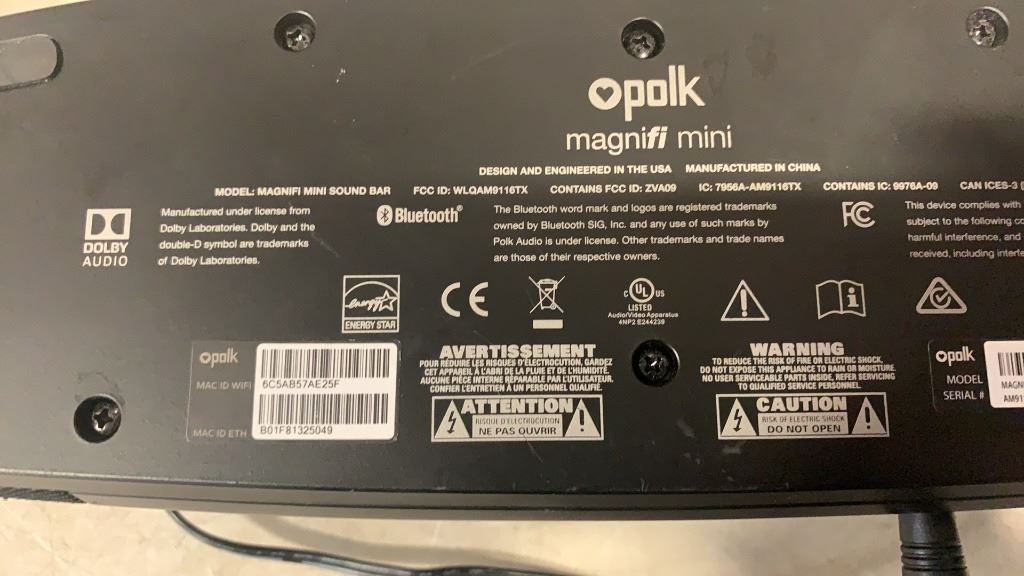 polk
magnifi mini
DESIGN AND ENGINEERED IN THE USA MANUFACTURED IN CHINA
MODEL: MAGNIFI MINI SOUND BAR FCC ID: WLQAM9116TX CONTAINS FCC ID: ZVA09 IC: 7956A-AM9116TX CONTAINS IC: 9976A-09 CAN ICES-3
DOLBY
AUDIO
Manufactured under license from
Dolby Laboratories. Dolby and the
double-D symbol are trademarks
of Dolby Laboratories.
Bluetooth®
The Bluetooth word mark and logos are registered trademarks
owned by Bluetooth SIG, Inc. and any use of such marks by
Polk Audio is under license. Other trademarks and trade names
are those of their respective owners.
FC
This device complies with
subject to the following
harmful interference, and
received, including
energy
ENERGY STAR
CE
c UL us
LISTED
Audio/Video Apparatus
4NP2 E244239
polk
MAC ID WIFI
6C5AB57AE25F
MAC ID ETH
B01F81325049
AVERTISSEMENT
POUR RÉDUIRE LES RISQUES D'ÉLECTROCUTION, GARDEZ
CET APPAREIL À L'ABRI DE LA PLUIE ET DE L'HUMIDITÉ.
AUCUNE PIÈCE INTERNE RÉPARABLE PAR L'UTILISATEUR.
CONFIER L'ENTRETIEN À UN PERSONNEL QUALIFIÉ.
ATTENTION
RISQUE D'ELECTROCUTION
NE PAS OUVRIR
WARNING
TO REDUCE THE RISK OF FIRE OR ELECTRIC SHOCK,
DO NOT EXPOSE THIS APPLIANCE TO RAIN OR MOISTURE.
NO USER SERVICEABLE PARTS INSIDE. REFER SERVICING
TO QUALIFIED SERVICE PERSONNEL.
CAUTION
RISK OF ELECTRIC SHOCK
DO NOT OPEN
polk
MODEL
SERIAL #
MAGN
AM91